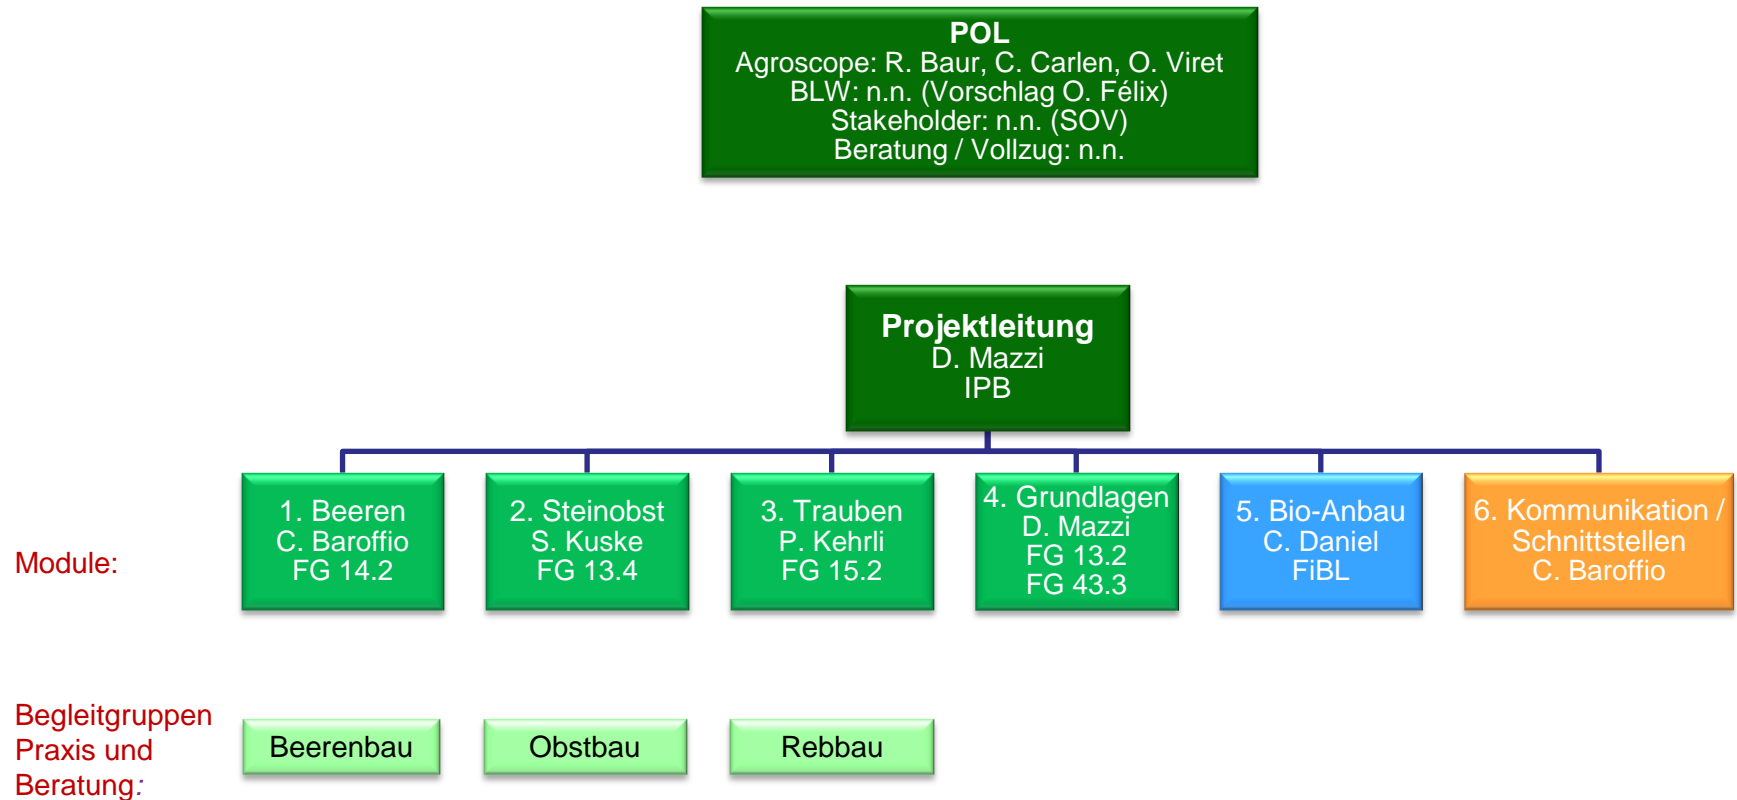 POL
Agroscope: R. Baur, C. Carlen, O. Viret
BLW: n.n. (Vorschlag O. Félix)
Stakeholder: n.n. (SOV)
Beratung / Vollzug: n.n.
Projektleitung
D. Mazzi
IPB
Module:
1. Beeren
C. Baroffio
FG 14.2
2. Steinobst
S. Kuske
FG 13.4
3. Trauben
P. Kehrli
FG 15.2
4. Grundlagen
D. Mazzi
FG 13.2
FG 43.3
5. Bio-Anbau
C. Daniel
FiBL
6. Kommunikation /
Schnittstellen
C. Baroffio
Begleitgruppen
Praxis und
Beratung:
Beerenbau
Obstbau
Rebbau